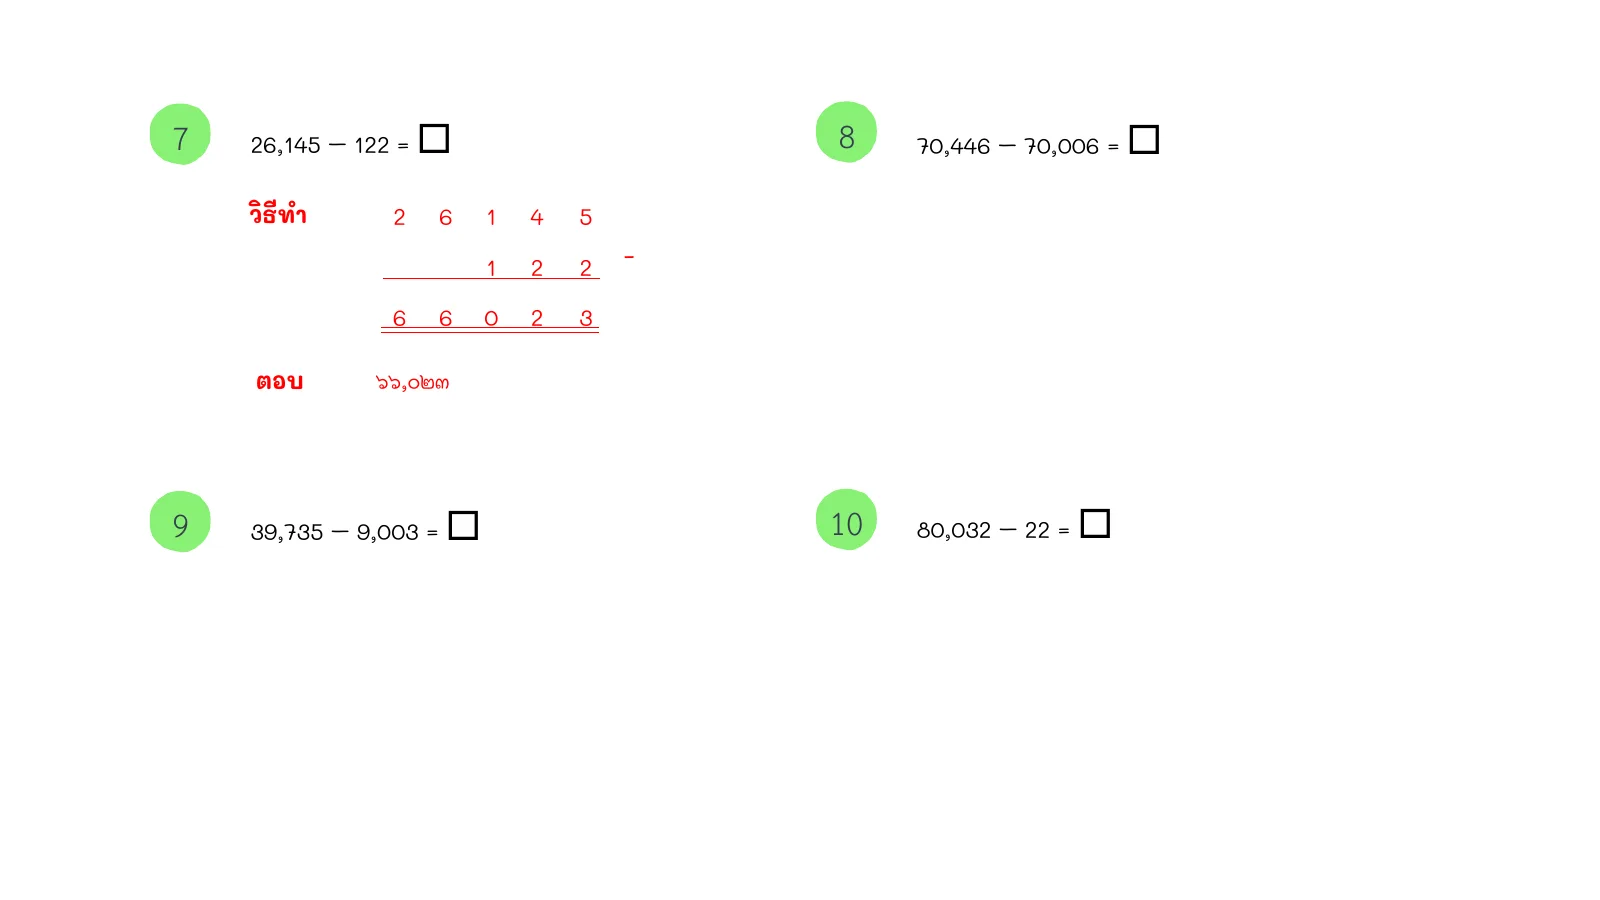 7 26,145 – 122 = □
วิธีทำ 2 6 1 4 5
1 2 2 -
6 6 0 2 3
ตอบ ๖๖,๐๒๓
8 70,446 – 70,006 = □
9 39,735 – 9,003 = □
10 80,032 – 22 = □